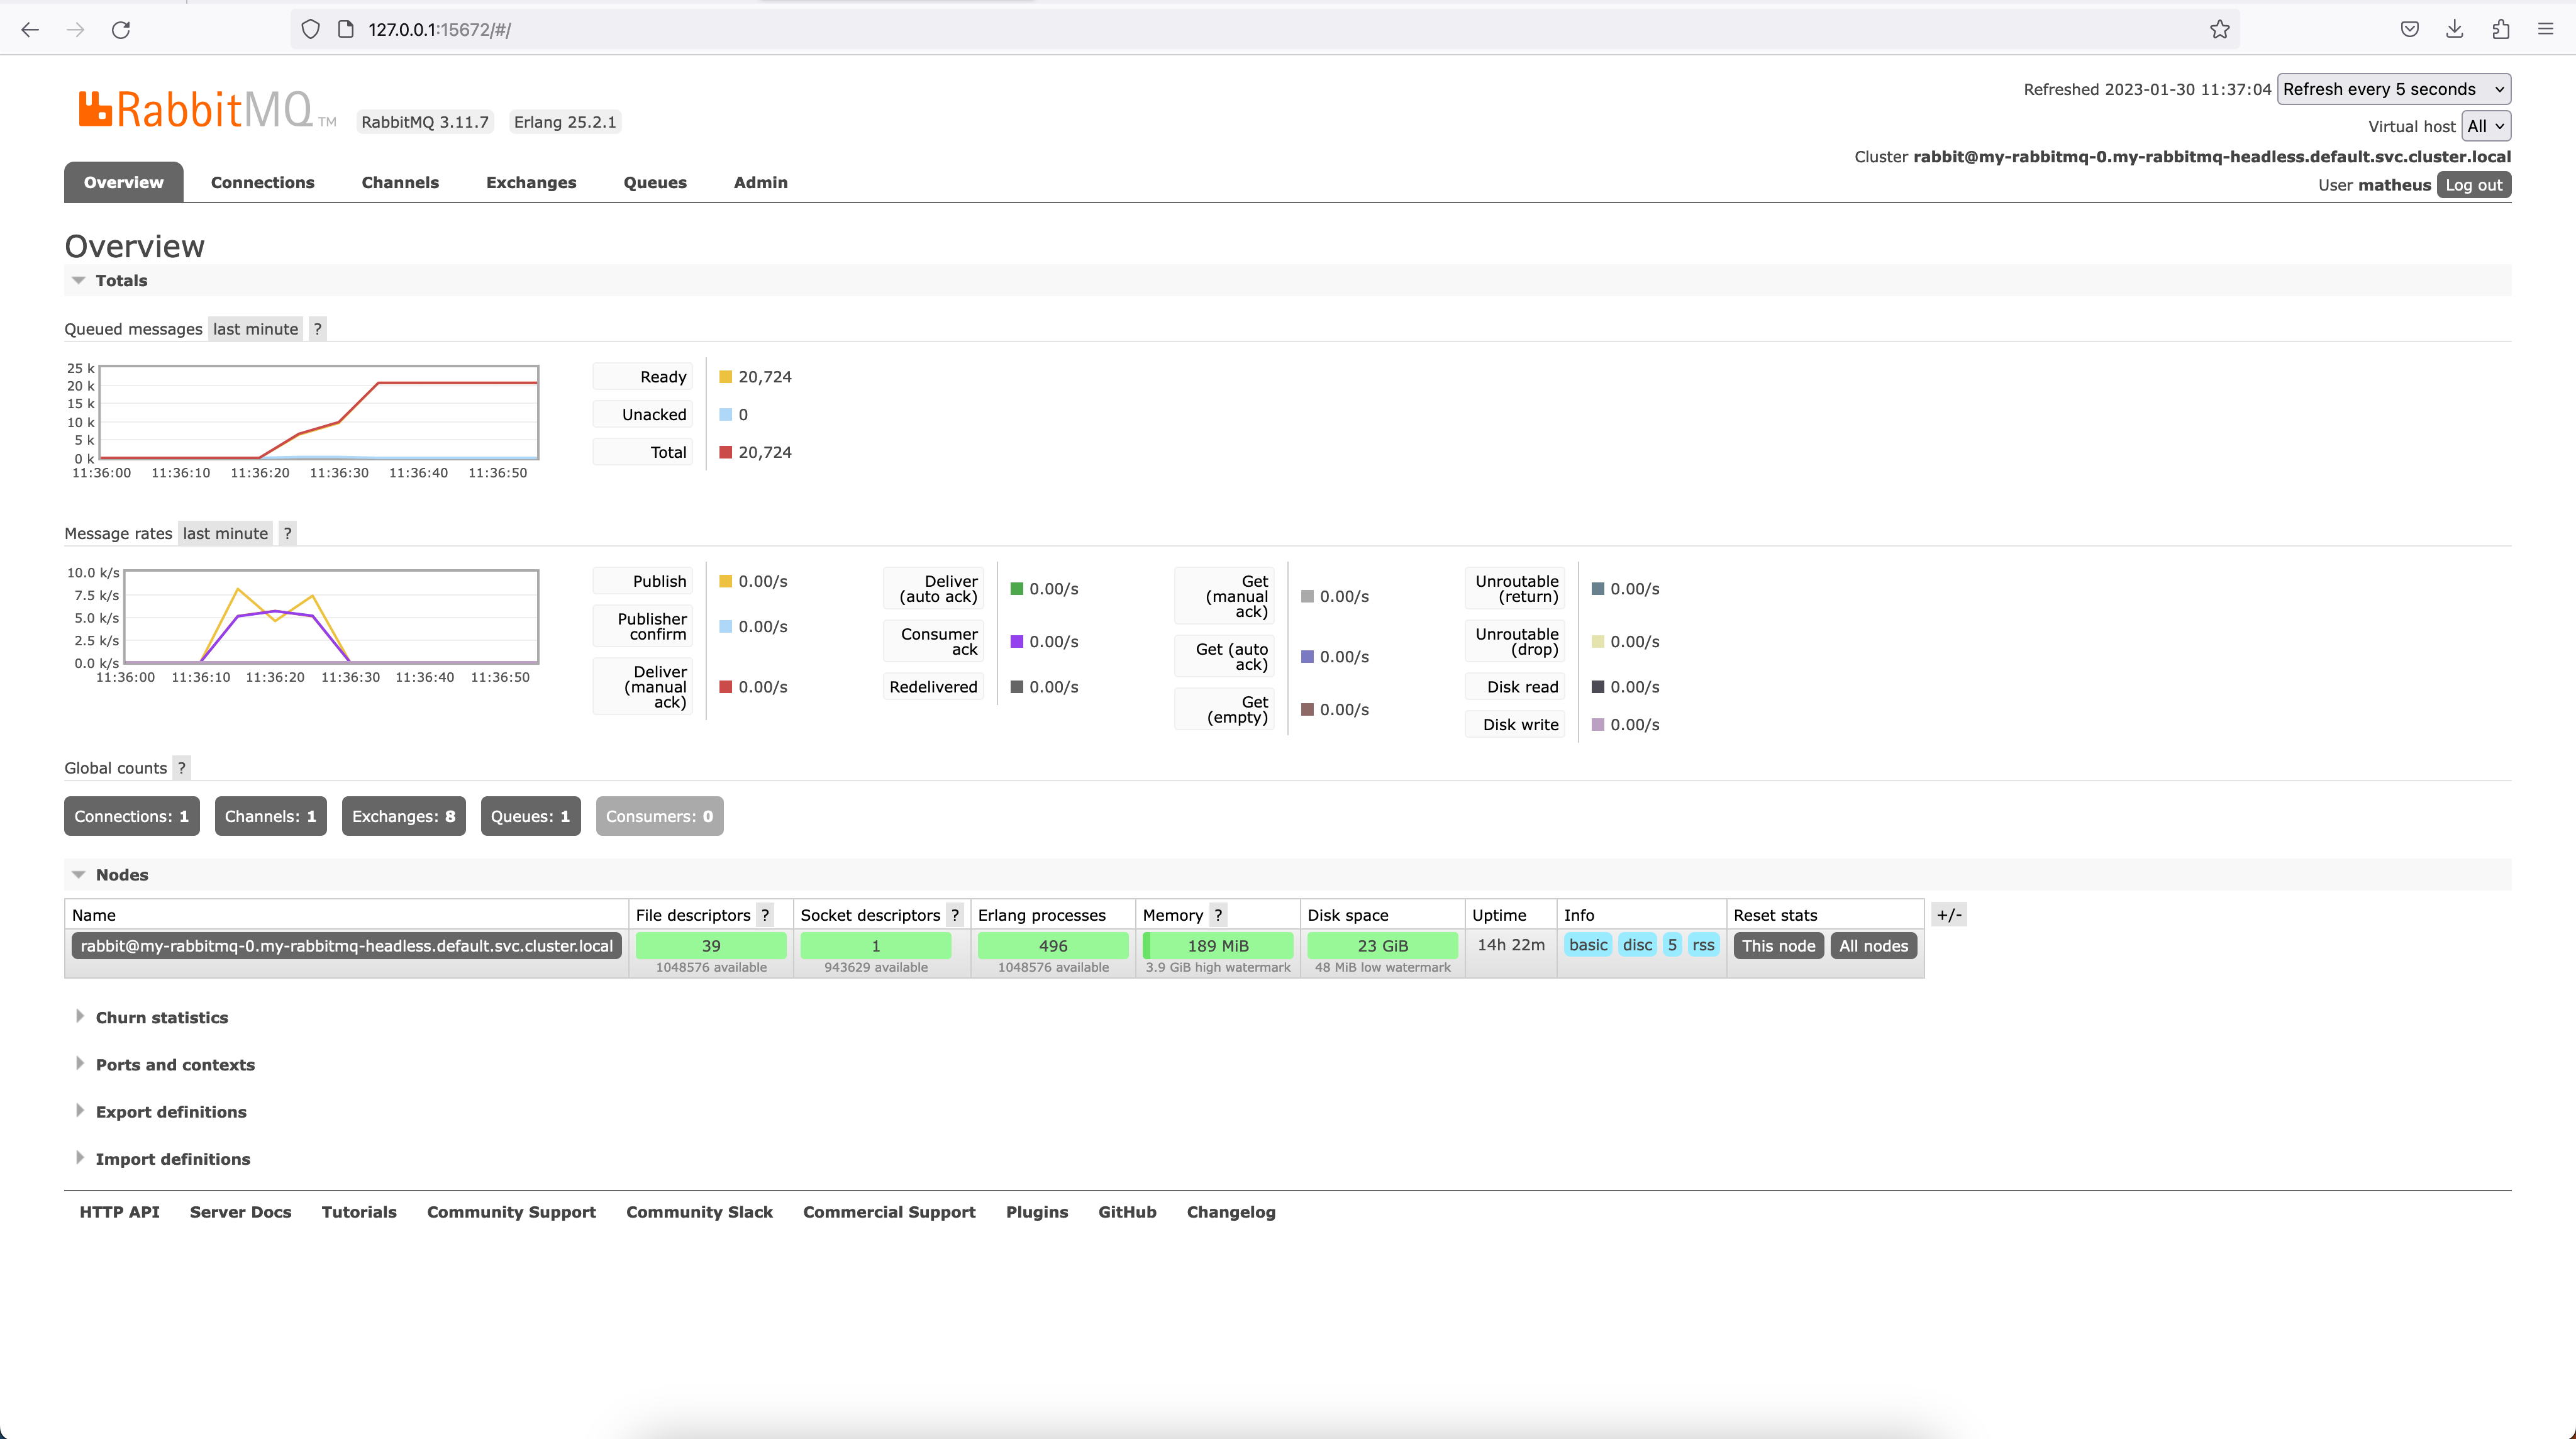 127.0.0.1:15672/#/
RabbitMQ TM RabbitMQ 3.11.7 Erlang 25.2.1
Refreshed 2023-01-30 11:37:04 Refresh every 5 seconds
Virtual host All
Cluster rabbit@my-rabbitmq-0.my-rabbitmq-headless.default.svc.cluster.local
User matheus Log out
Overview Connections Channels Exchanges Queues Admin
Overview
Totals
Queued messages last minute ?
25 k
20 k
15 k
10 k
5 k
0 k
11:36:00 11:36:10 11:36:20 11:36:30 11:36:40 11:36:50
Ready 20,724
Unacked 0
Total 20,724
Message rates last minute ?
10.0 k/s
7.5 k/s
5.0 k/s
2.5 k/s
0.0 k/s
11:36:00 11:36:10 11:36:20 11:36:30 11:36:40 11:36:50
Publish 0.00/s
Publisher
confirm 0.00/s
Deliver
(manual
ack) 0.00/s
Deliver
(auto ack) 0.00/s
Consumer
ack 0.00/s
Redelivered 0.00/s
Get
(manual
ack) 0.00/s
Get (auto
ack) 0.00/s
Get
(empty) 0.00/s
Unroutable
(return) 0.00/s
Unroutable
(drop) 0.00/s
Disk read 0.00/s
Disk write 0.00/s
Global counts ?
Connections: 1 Channels: 1 Exchanges: 8 Queues: 1 Consumers: 0
Nodes
Name File descriptors ? Socket descriptors ? Erlang processes Memory ? Disk space Uptime Info Reset stats +/-
rabbit@my-rabbitmq-0.my-rabbitmq-headless.default.svc.cluster.local 39 1 496 189 MiB 23 GiB 14h 22m basic disc 5 rss This node All nodes
1048576 available 943629 available 1048576 available 3.9 GiB high watermark 48 MiB low watermark
Churn statistics
Ports and contexts
Export definitions
Import definitions
HTTP API Server Docs Tutorials Community Support Community Slack Commercial Support Plugins GitHub Changelog